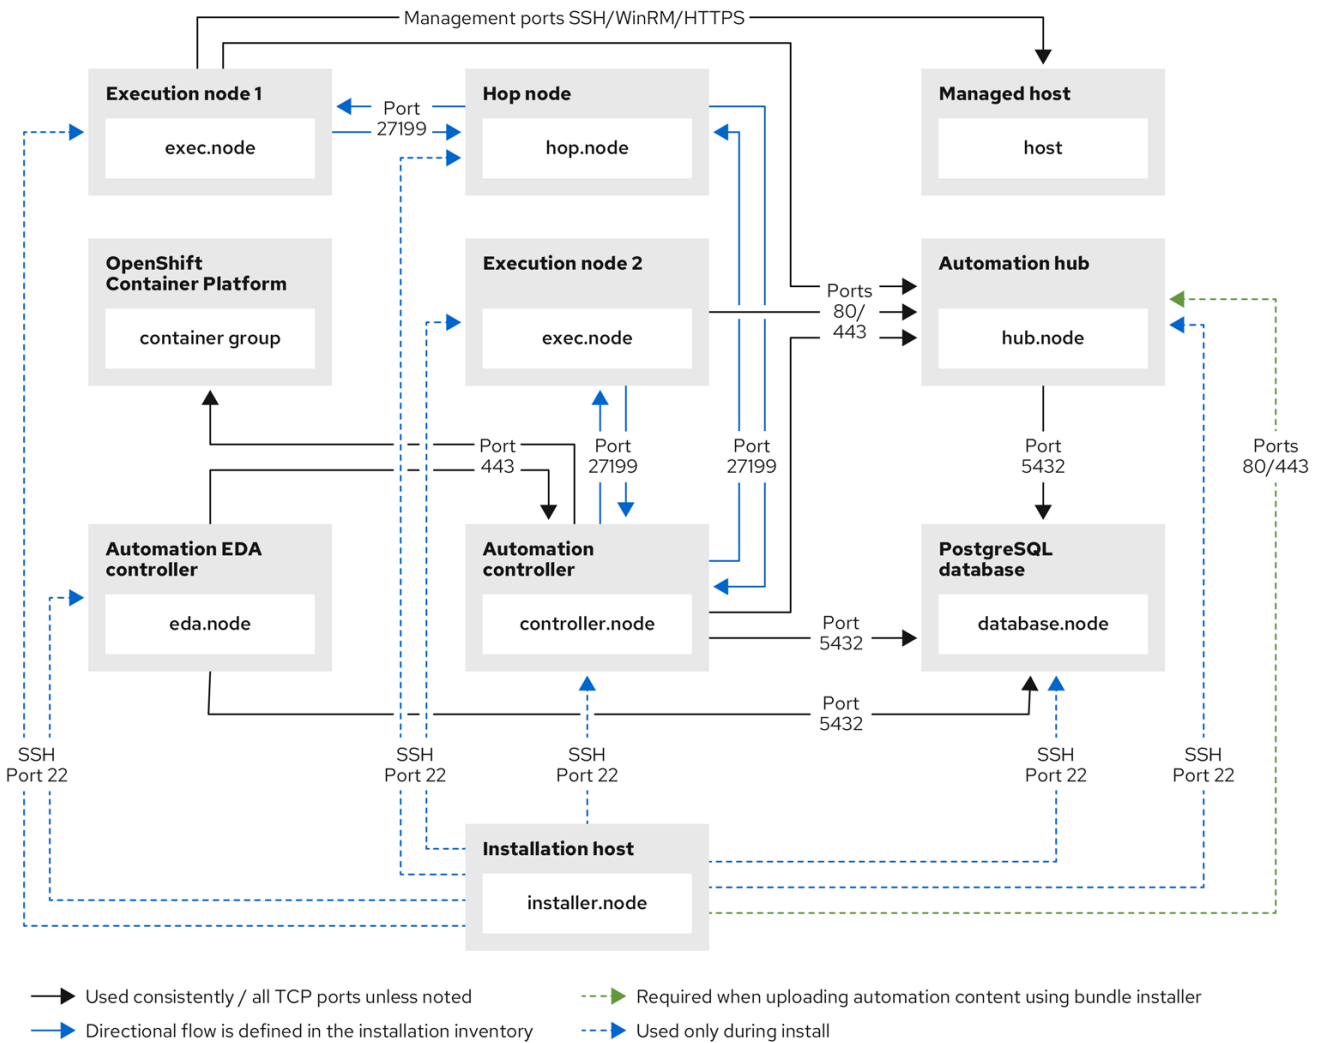 Management ports SSH/WinRM/HTTPS
Execution node 1
exec.node
Port
27199
Hop node
hop.node
Managed host
host
OpenShift
Container Platform
container group
Execution node 2
exec.node
Ports
80/
443
Automation hub
hub.node
Port
443
Port
27199
Port
27199
Port
5432
Ports
80/443
Automation EDA
controller
eda.node
Automation
controller
controller.node
Port
5432
PostgreSQL
database
database.node
Port
5432
SSH
Port 22
SSH
Port 22
SSH
Port 22
SSH
Port 22
SSH
Port 22
Installation host
installer.node
Used consistently / all TCP ports unless noted
Required when uploading automation content using bundle installer
Directional flow is defined in the installation inventory
Used only during install